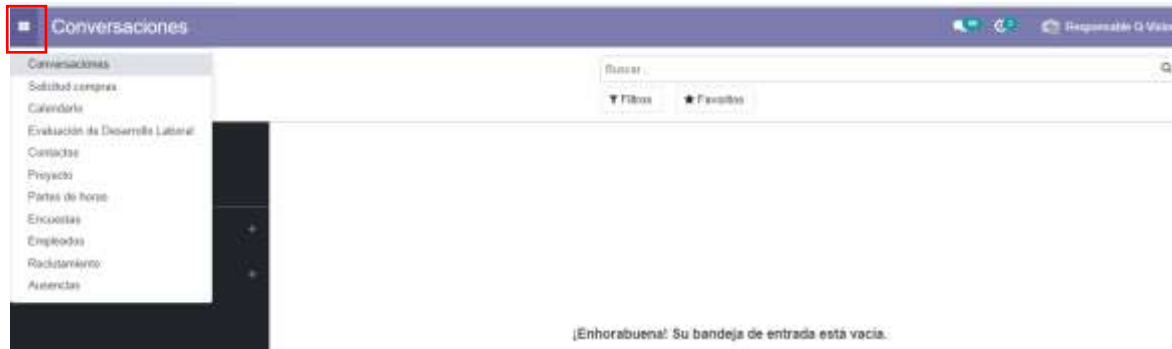 Conversaciones
Responsable Q-Vision
Conversaciones
Solicitud compras
Calendario
Evaluación de Desarrollo Laboral
Contactos
Proyecto
Partes de horas
Encuestas
Empleados
Reclutamiento
Ausencias
Buscar...
Filtros
Favoritos
¡Enhorabuena! Su bandeja de entrada está vacía.